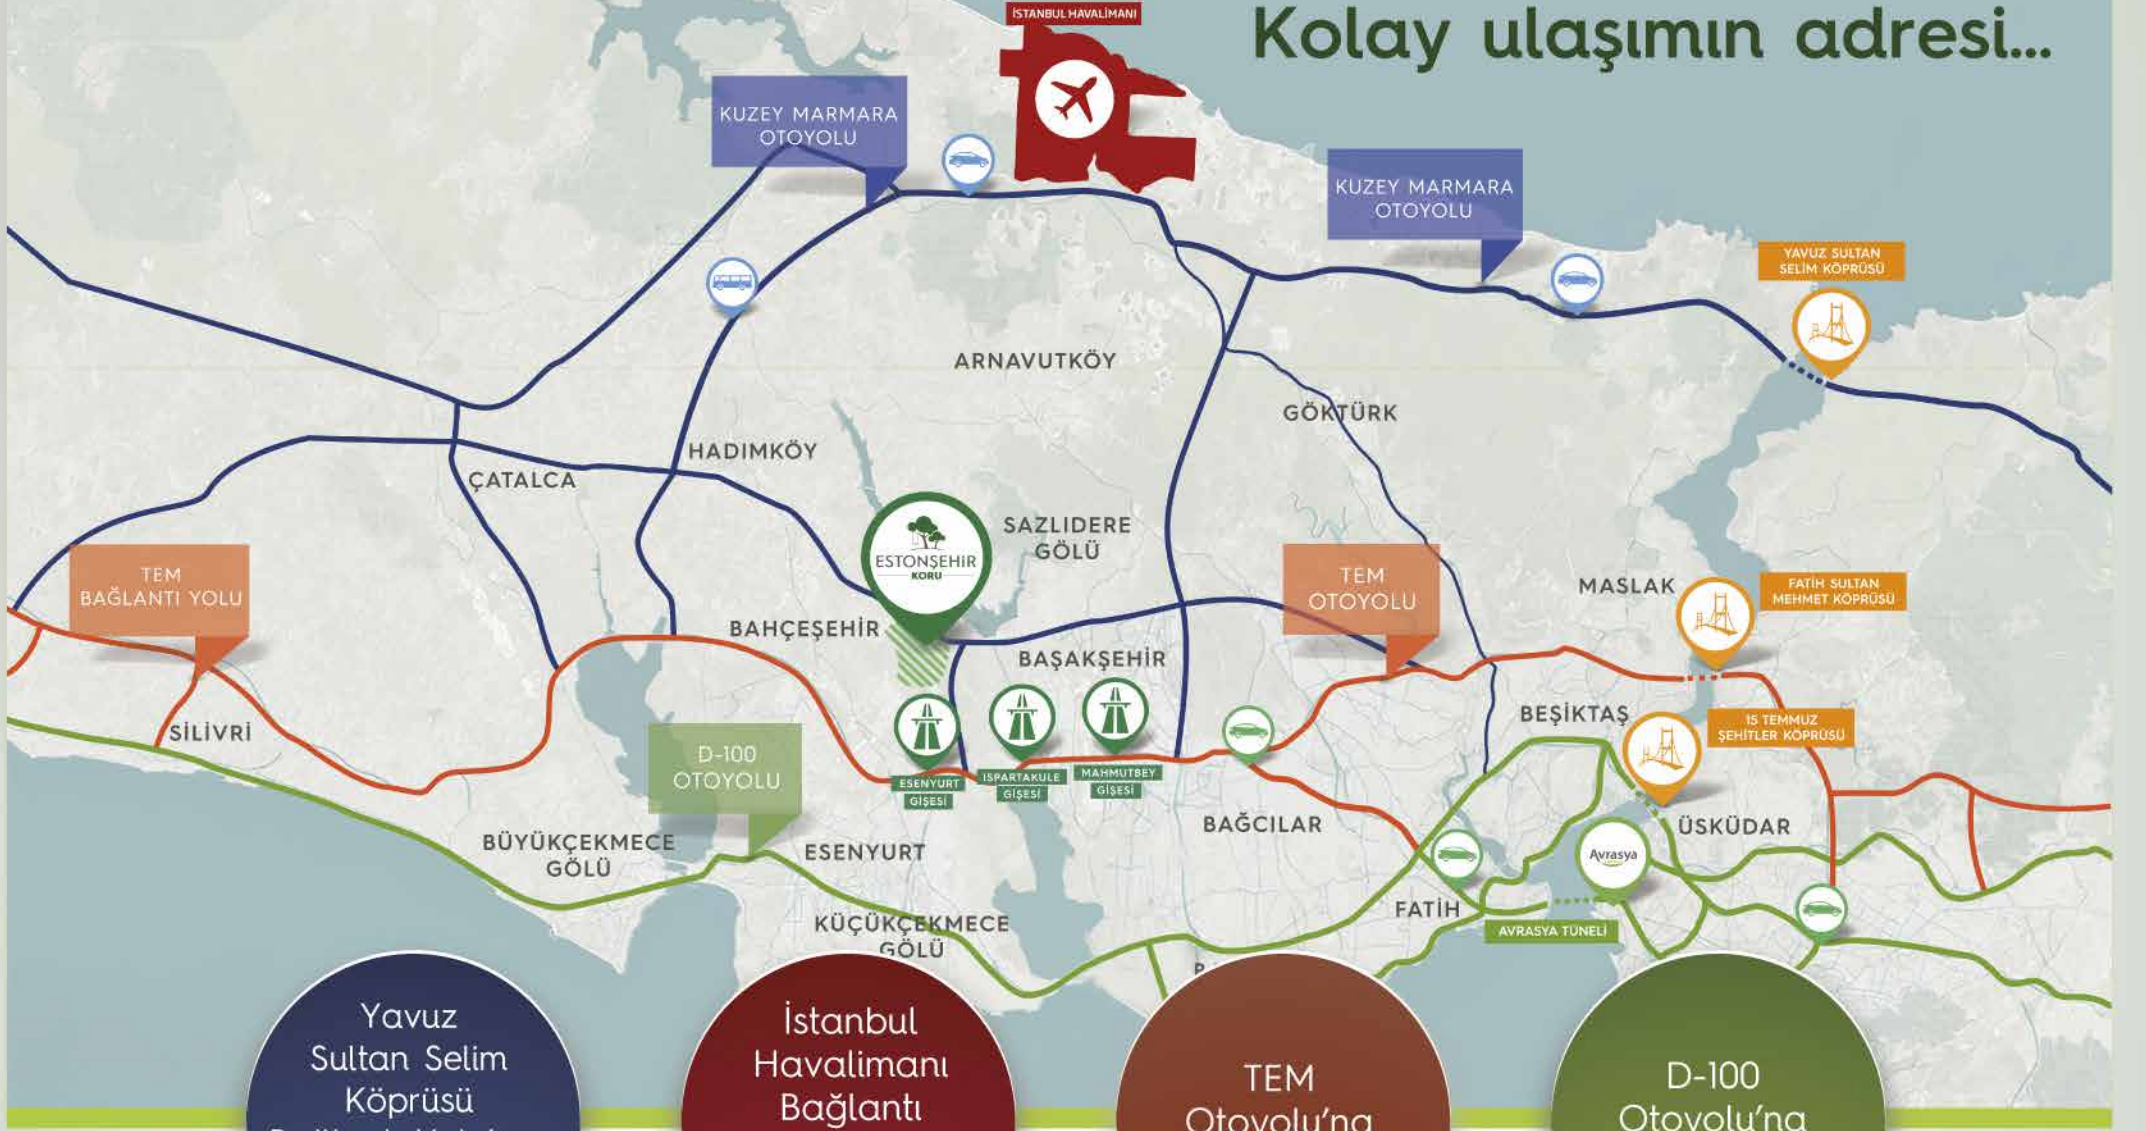 İSTANBUL HAVALİMANI
Kolay ulaşımın adresi...
KUZEY MARMARA
OTOYOLU
KUZEY MARMARA
OTOYOLU
YAVUZ SULTAN
SELİM KÖPRÜSÜ
ARNAVUTKÖY
GÖKTÜRK
HADIMKÖY
ÇATALCA
SAZLIDERE
GÖLÜ
ESTONŞEHİR
KORU
TEM
BAĞLANTI YOLU
TEM
OTOYOLU
MASLAK
FATİH SULTAN
MEHMET KÖPRÜSÜ
BAHÇEŞEHİR
BAŞAKŞEHİR
SİLİVRİ
BEŞİKTAŞ
15 TEMMUZ
ŞEHİTLER KÖPRÜSÜ
D-100
OTOYOLU
ESENYURT
GİŞESİ
ISPARTAKULE
GİŞESİ
MAHMUTBEY
GİŞESİ
BAĞCILAR
ÜSKÜDAR
BÜYÜKÇEKMECE
GÖLÜ
ESENYURT
Avrasya
KÜÇÜKÇEKMECE
GÖLÜ
FATİH
AVRASYA TÜNELİ
Yavuz
Sultan Selim
Köprüsü
İstanbul
Havalimanı
Bağlantı
TEM
Otoyolu'na
D-100
Otoyolu'na